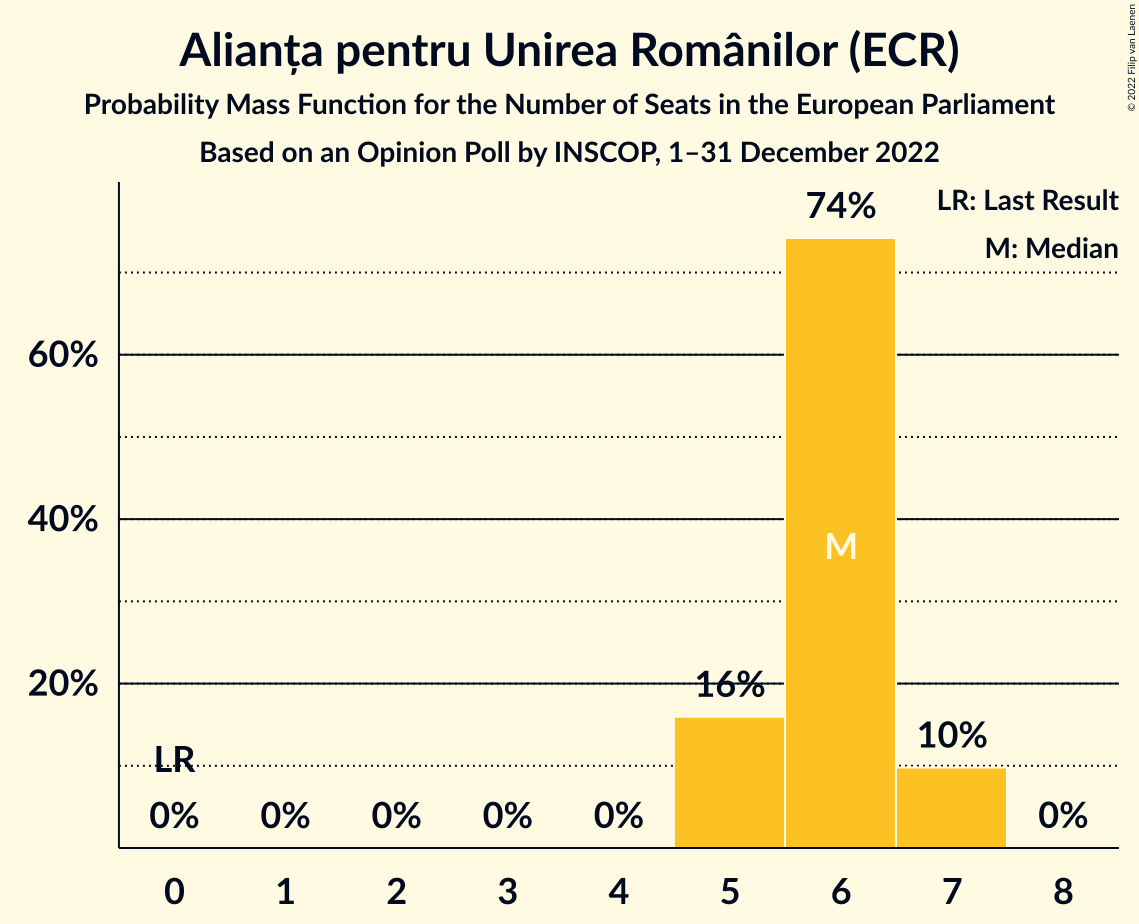 Alianța pentru Unirea Românilor (ECR)
Probability Mass Function for the Number of Seats in the European Parliament
Based on an Opinion Poll by INSCOP, 1–31 December 2022
© 2022 Filip van Laenen
LR: Last Result
M: Median
74%
60%
40%
M
20%
16%
10%
LR
0% 0% 0% 0% 0% 0%
0 1 2 3 4 5 6 7 8